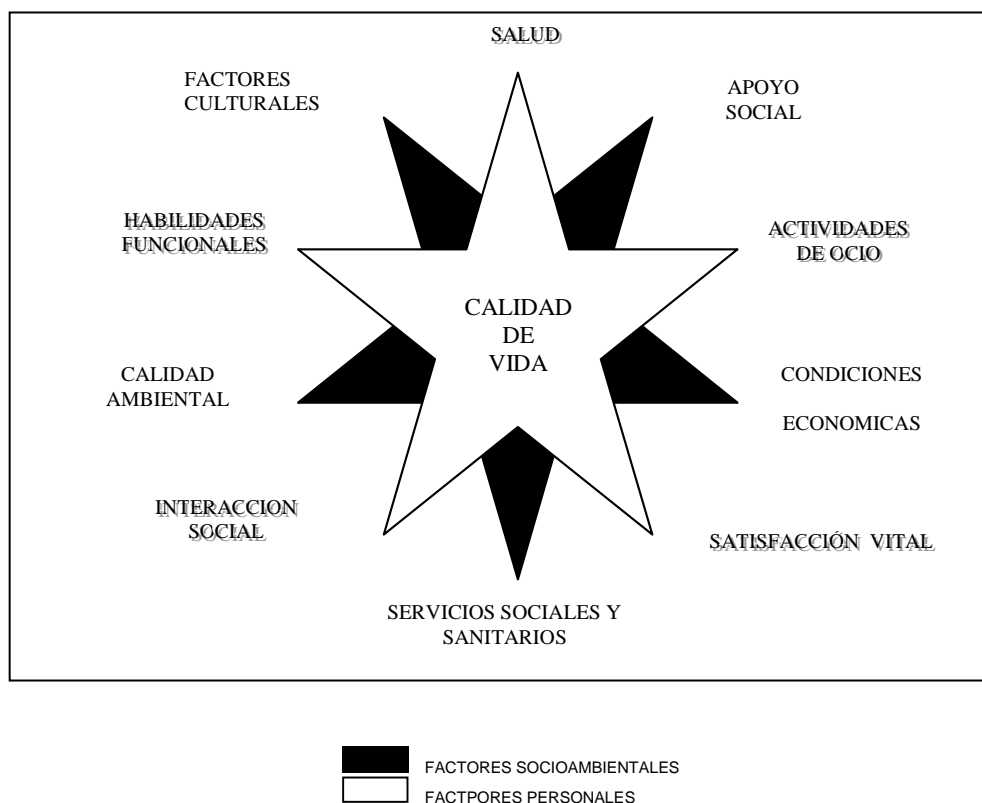 SALUD
FACTORES
CULTURALES
APOYO
SOCIAL
HABILIDADES
FUNCIONALES
ACTIVIDADES
DE OCIO
CALIDAD
DE
VIDA
CALIDAD
AMBIENTAL
CONDICIONES
ECONOMICAS
INTERACCION
SOCIAL
SATISFACCIÓN VITAL
SERVICIOS SOCIALES Y
SANITARIOS
FACTORES SOCIOAMBIENTALES
FACTPORES PERSONALES